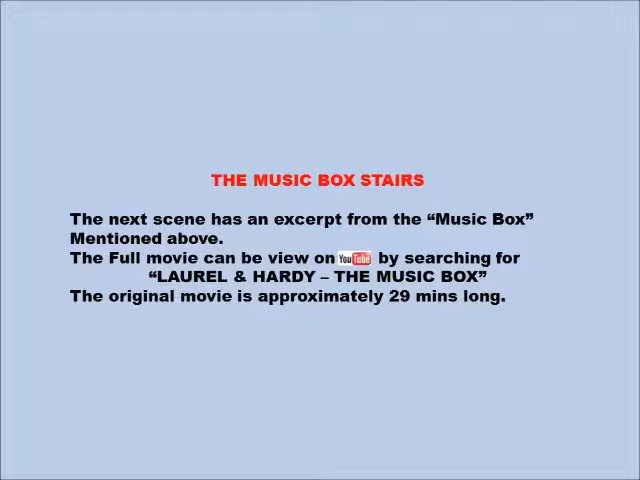 THE MUSIC BOX STAIRS
The next scene has an excerpt from the “Music Box”
Mentioned above.
The Full movie can be view on YouTube by searching for
“LAUREL & HARDY – THE MUSIC BOX”
The original movie is approximately 29 mins long.